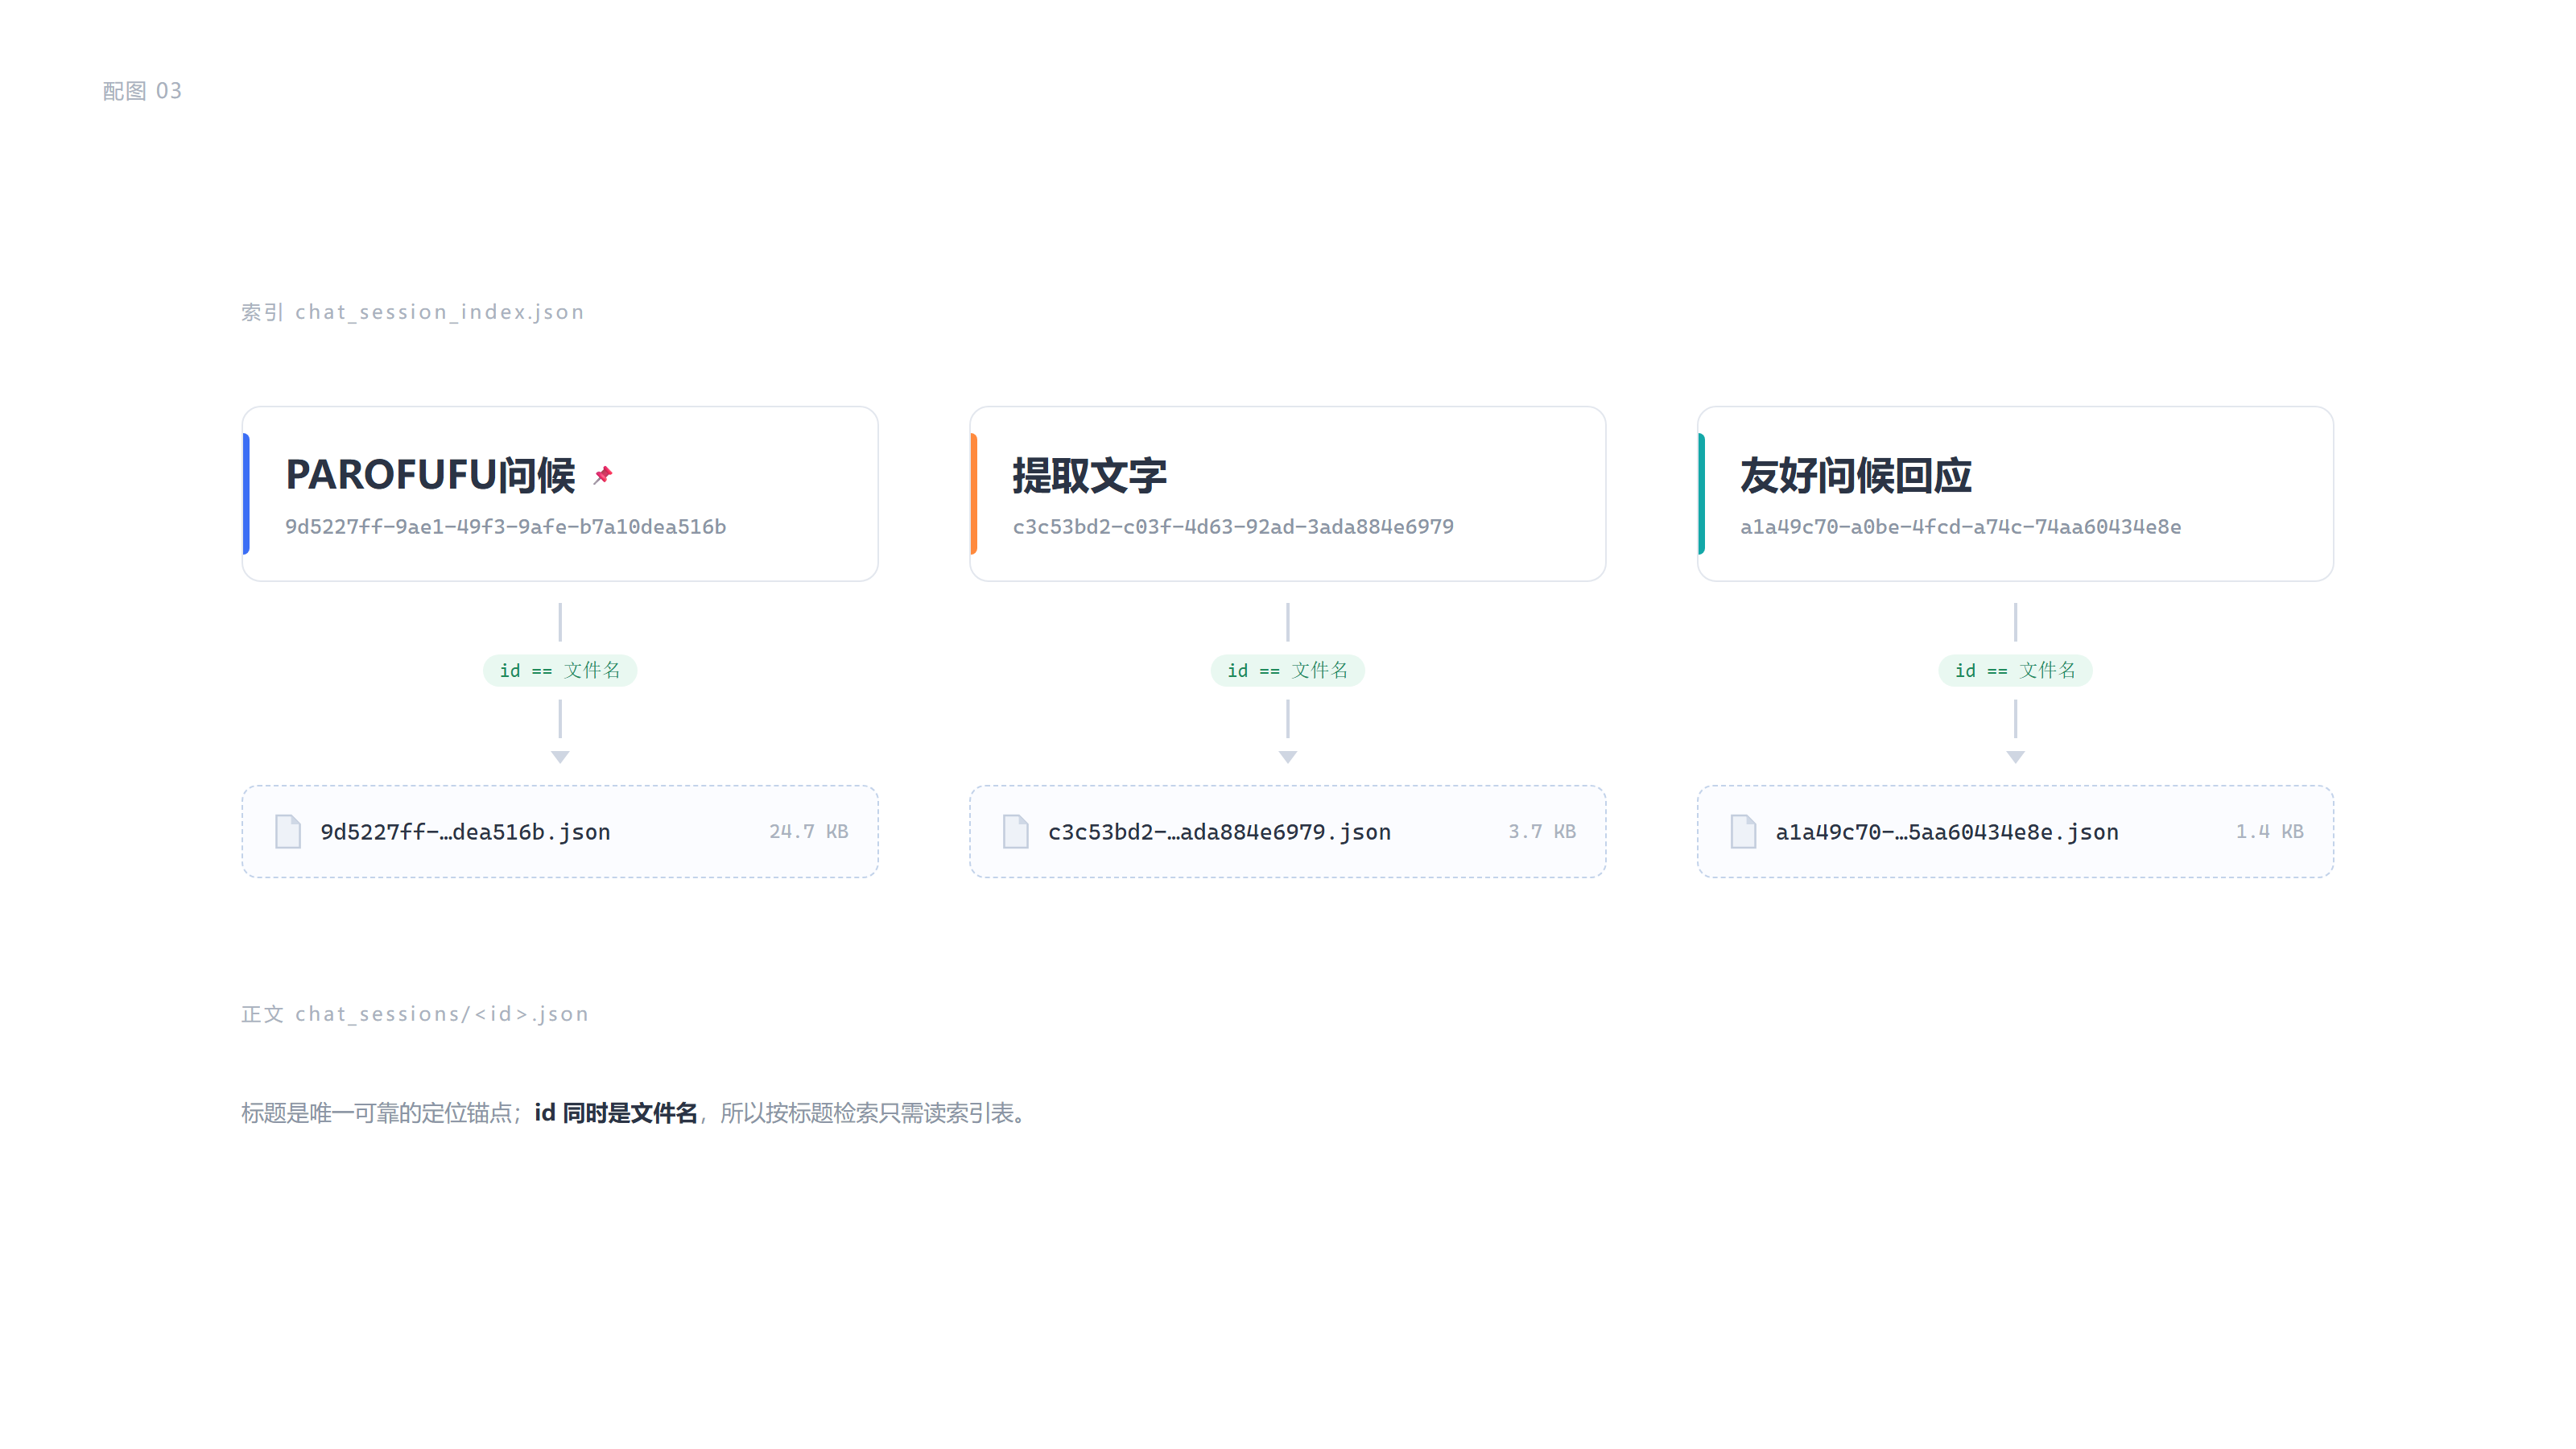 配图 03
索引 chat_session_index.json
PAROFUFU问候
9d5227ff-9ae1-49f3-9afe-b7a10dea516b
提取文字
c3c53bd2-c03f-4d63-92ad-3ada884e6979
友好问候回应
a1a49c70-a0be-4fcd-a74c-74aa60434e8e
id == 文件名
id == 文件名
id == 文件名
9d5227ff-…dea516b.json 24.7 KB
c3c53bd2-…ada884e6979.json 3.7 KB
a1a49c70-…5aa60434e8e.json 1.4 KB
正文 chat_sessions/<id>.json
标题是唯一可靠的定位锚点；id 同时是文件名，所以按标题检索只需读索引表。